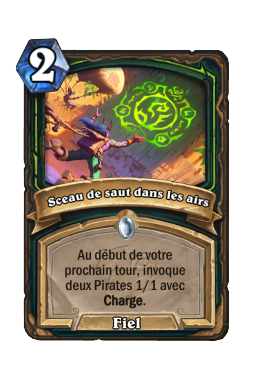 2
Sceau de saut dans les airs
Au début de votre
prochain tour, invoque
deux Pirates 1/1 avec
Charge.
Fiel